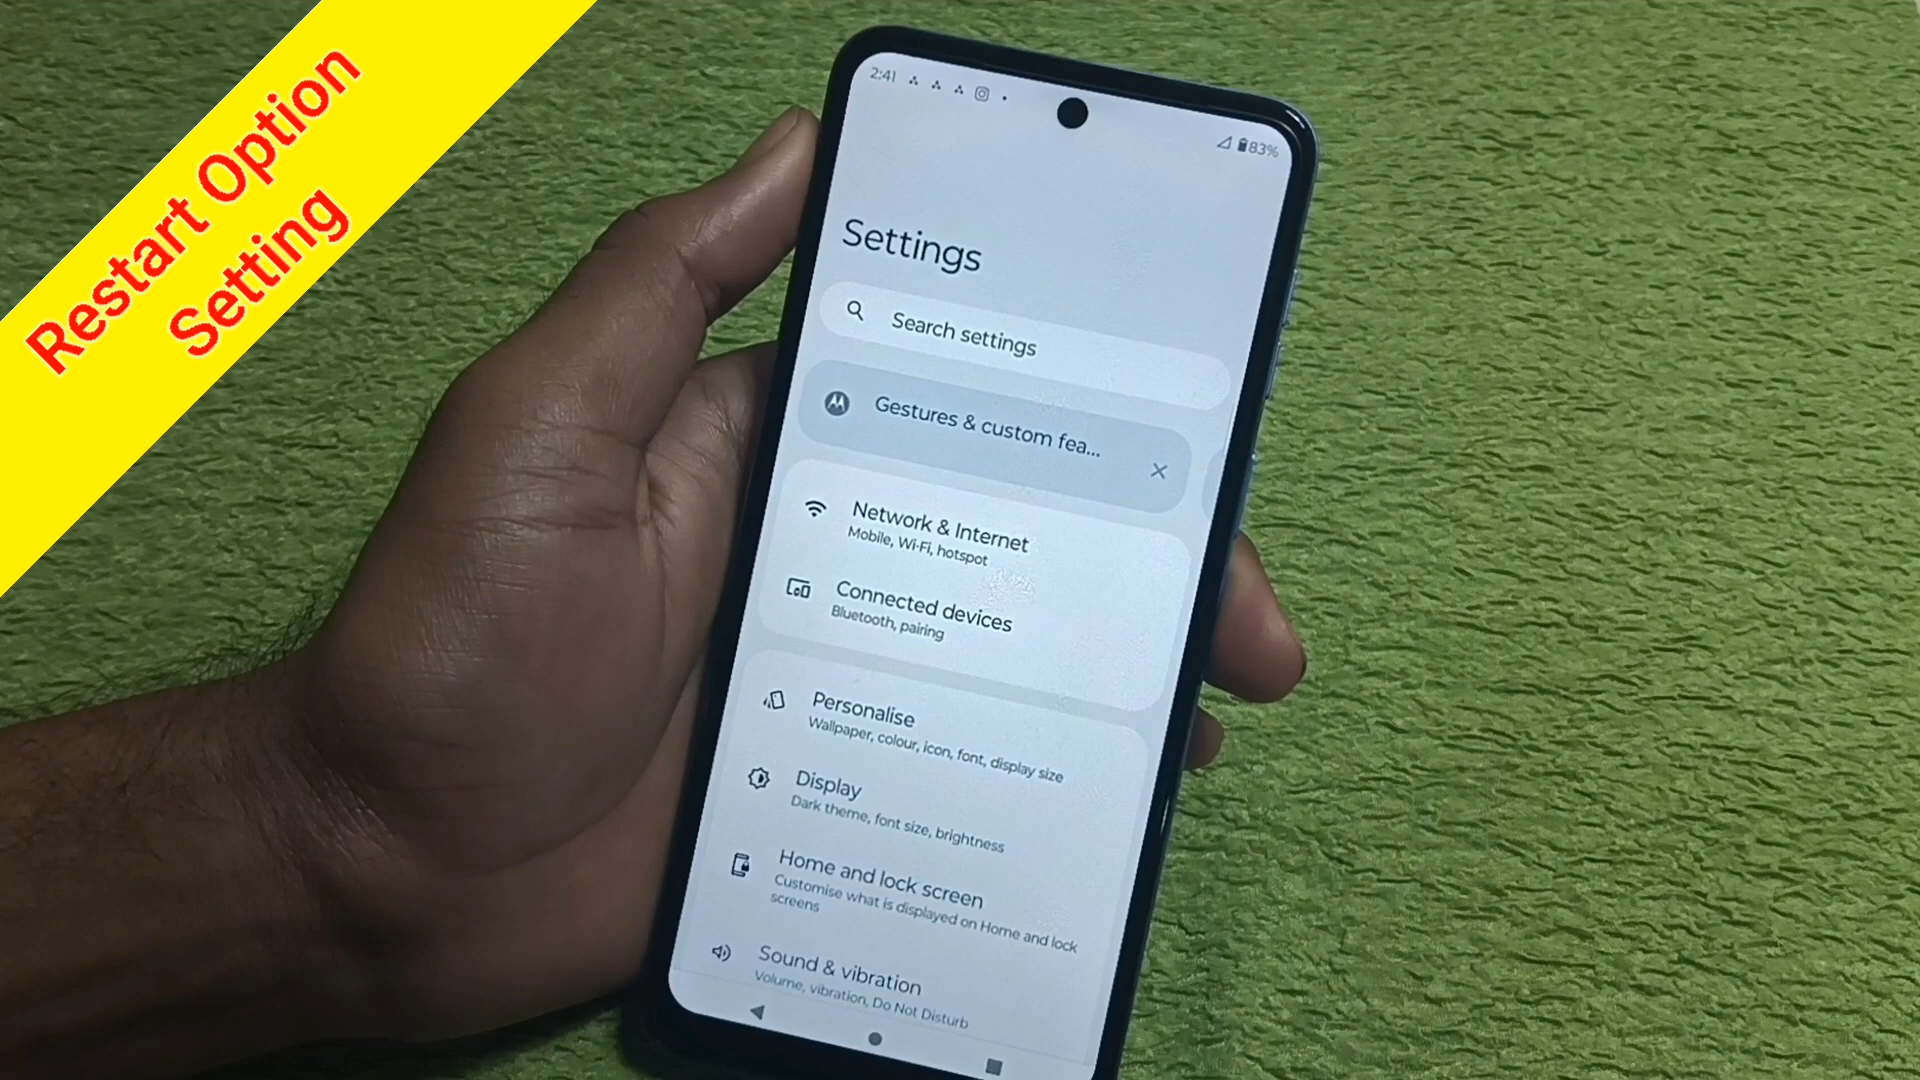 Restart Option
Setting
2:41
83%
Settings
Search settings
Gestures & custom fea...
Network & Internet
Mobile, Wi-Fi, hotspot
Connected devices
Bluetooth, pairing
Personalise
Wallpaper, colour, icon, font, display size
Display
Dark theme, font size, brightness
Home and lock screen
Customise what is displayed on Home and lock
screens
Sound & vibration
Volume, vibration, Do Not Disturb